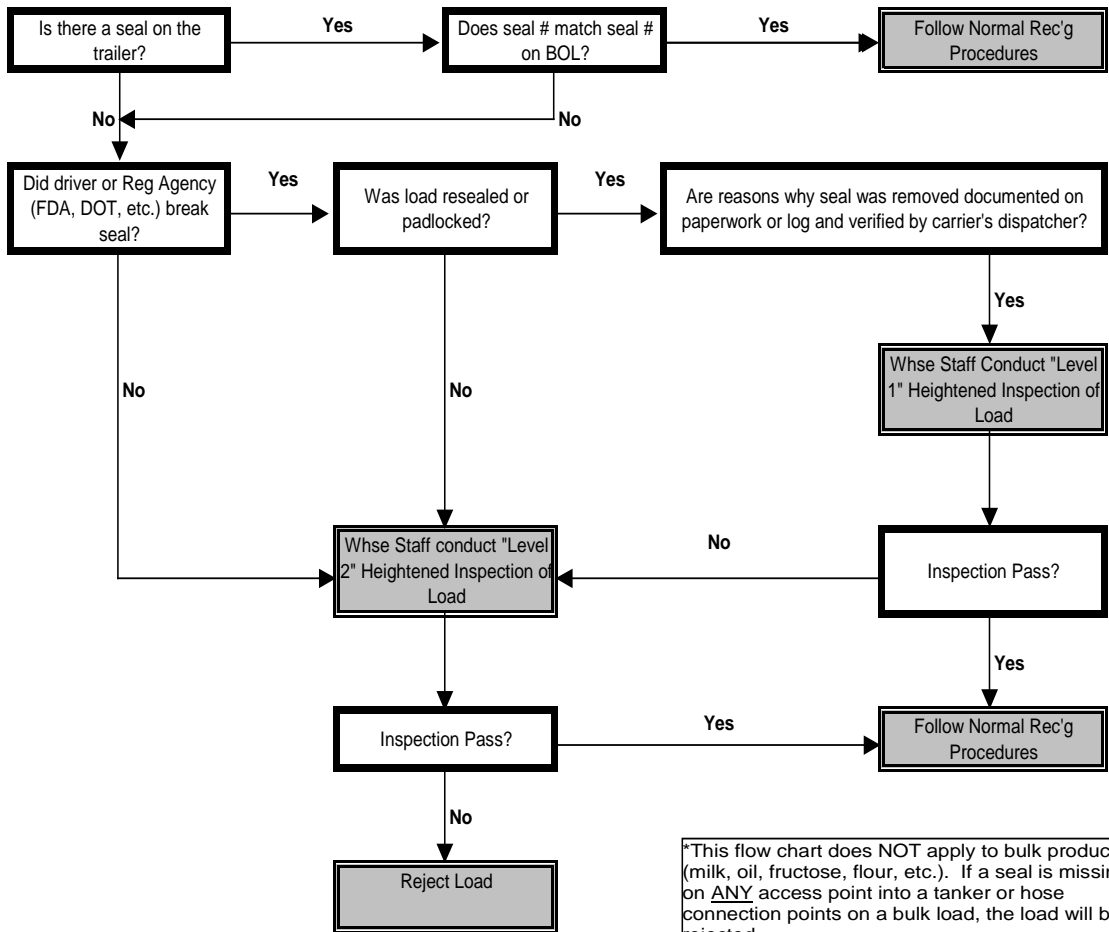 Is there a seal on the
trailer?
Yes
Does seal # match seal #
on BOL?
Yes
Follow Normal Rec'g
Procedures
No
No
Did driver or Reg Agency
(FDA, DOT, etc.) break
seal?
Yes
Was load resealed or
padlocked?
Yes
Are reasons why seal was removed documented on
paperwork or log and verified by carrier's dispatcher?
Yes
No
No
Whse Staff Conduct "Level
1" Heightened Inspection of
Load
Whse Staff conduct "Level
2" Heightened Inspection of
Load
No
Inspection Pass?
Yes
Inspection Pass?
Yes
Follow Normal Rec'g
Procedures
No
Reject Load
*This flow chart does NOT apply to bulk
(milk, oil, fructose, flour, etc.). If a seal is
on ANY access point into a tanker or hose
connection points on a bulk load, the load will